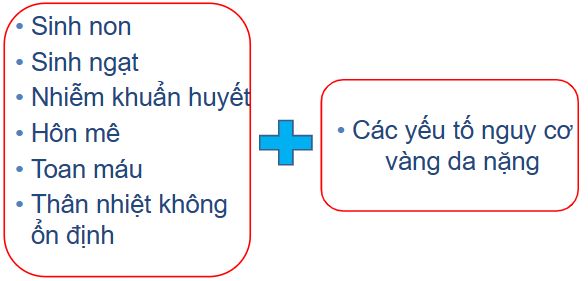 • Sinh non
• Sinh ngạt
• Nhiễm khuẩn huyết
• Hôn mê
• Toan máu
• Thân nhiệt không
ổn định
• Các yếu tố nguy cơ
vàng da nặng